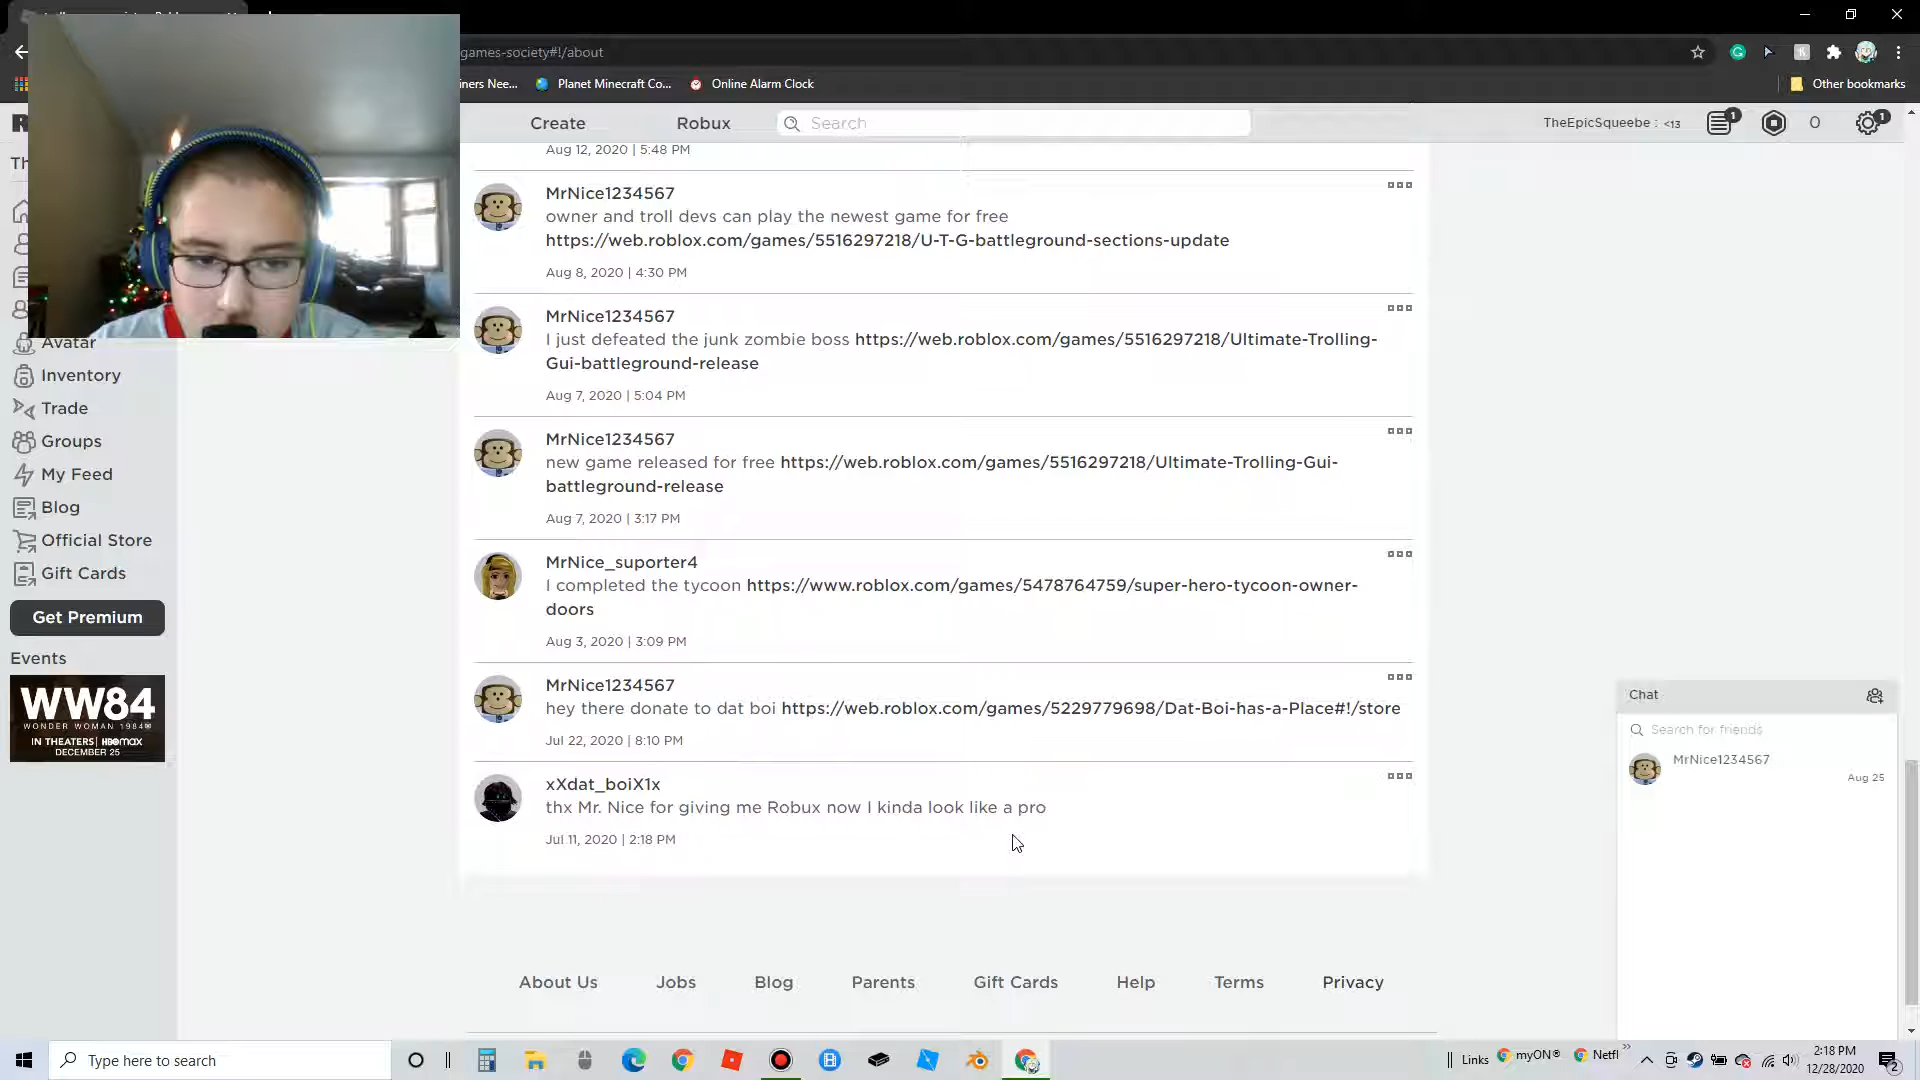 games-society#!/about
iners Nee...
Planet Minecraft Co...
Online Alarm Clock
Other bookmarks
Create
Robux
Search
TheEpicSqueebe : <13
1
0
1
Th
Avatar
Inventory
Trade
Groups
My Feed
Blog
Official Store
Gift Cards
Get Premium
Events
WW84
WONDER WOMAN 1984
IN THEATERS | HBOMAX
DECEMBER 25
Aug 12, 2020 | 5:48 PM
MrNice1234567
owner and troll devs can play the newest game for free
https://web.roblox.com/games/5516297218/U-T-G-battleground-sections-update
Aug 8, 2020 | 4:30 PM
MrNice1234567
I just defeated the junk zombie boss https://web.roblox.com/games/5516297218/Ultimate-Trolling-
Gui-battleground-release
Aug 7, 2020 | 5:04 PM
MrNice1234567
new game released for free https://web.roblox.com/games/5516297218/Ultimate-Trolling-Gui-
battleground-release
Aug 7, 2020 | 3:17 PM
MrNice_suporter4
I completed the tycoon https://www.roblox.com/games/5478764759/super-hero-tycoon-owner-
doors
Aug 3, 2020 | 3:09 PM
MrNice1234567
hey there donate to dat boi https://web.roblox.com/games/5229779698/Dat-Boi-has-a-Place#!/store
Jul 22, 2020 | 8:10 PM
xXdat_boiX1x
thx Mr. Nice for giving me Robux now I kinda look like a pro
Jul 11, 2020 | 2:18 PM
Chat
Search for friends
MrNice1234567
Aug 25
About Us
Jobs
Blog
Parents
Gift Cards
Help
Terms
Privacy
Type here to search
Links
myON®
Netfl
2:18 PM
12/28/2020
2